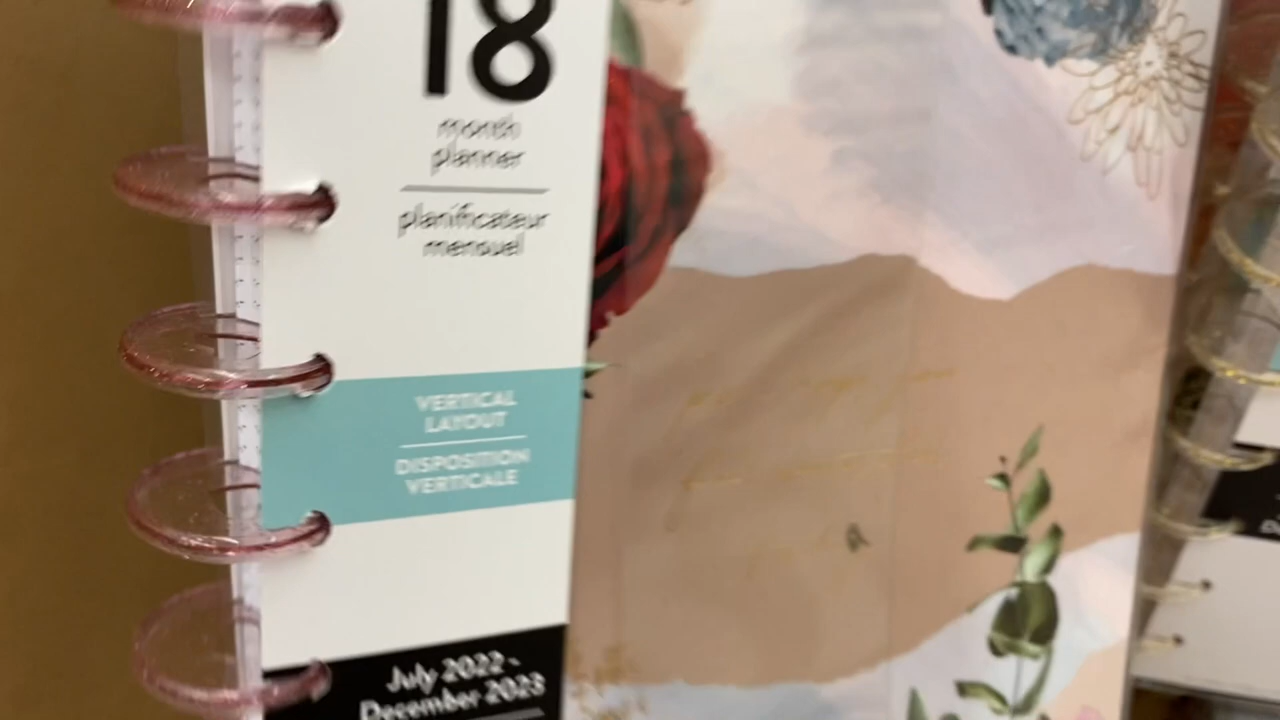 18
month
planner
planificateur
mensuel
VERTICAL
LAYOUT
DISPOSITION
VERTICALE
July 2022 -
December 2023